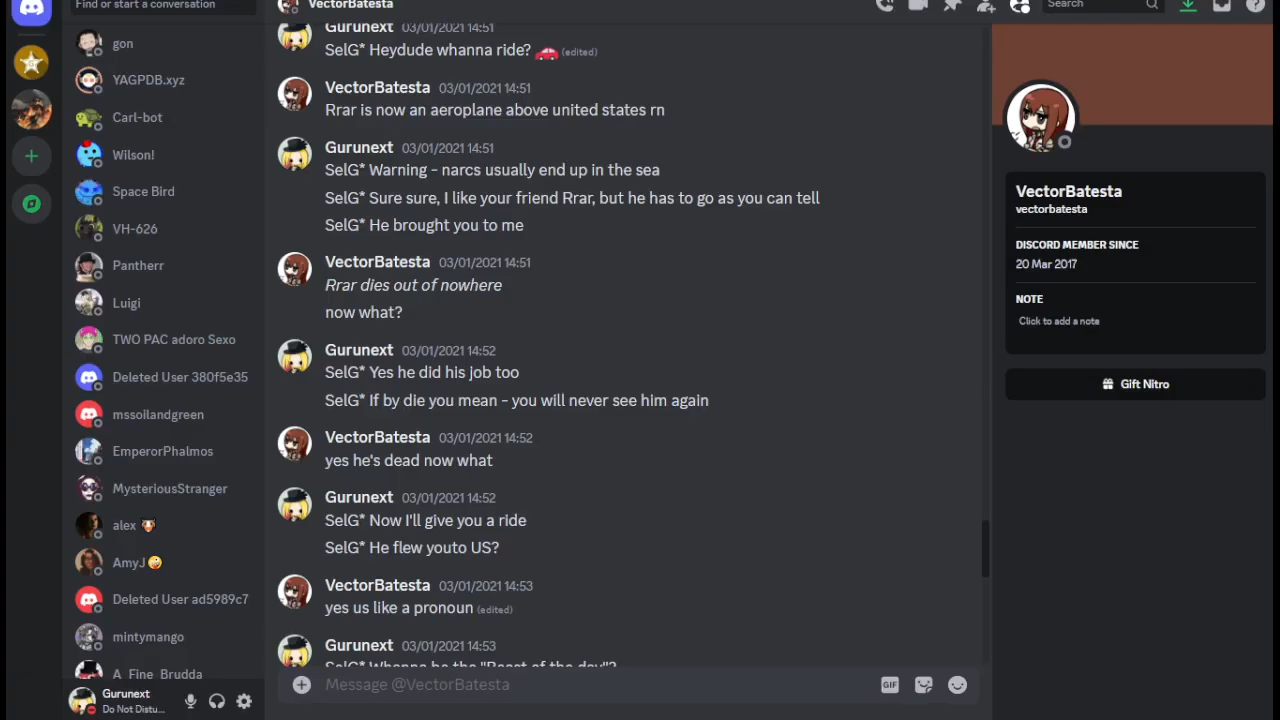 Find or start a conversation
gon
YAGPDB.xyz
Carl-bot
Wilson!
Space Bird
VH-626
Pantherr
Luigi
TWO PAC adoro Sexo
Deleted User 380f5e35
mssoilandgreen
EmperorPhalmos
MysteriousStranger
alex
AmyJ
Deleted User ad5989c7
mintymango
A_Fine_Brudda
Gurunext
Do Not Distu...
VectorBatesta
Gurunext 03/01/2021 14:51
SelG* Heydude whanna ride? 🚗 (edited)
VectorBatesta 03/01/2021 14:51
Rrar is now an aeroplane above united states rn
Gurunext 03/01/2021 14:51
SelG* Warning - narcs usually end up in the sea
SelG* Sure sure, I like your friend Rrar, but he has to go as you can tell
SelG* He brought you to me
VectorBatesta 03/01/2021 14:51
Rrar dies out of nowhere
now what?
Gurunext 03/01/2021 14:52
SelG* Yes he did his job too
SelG* If by die you mean - you will never see him again
VectorBatesta 03/01/2021 14:52
yes he's dead now what
Gurunext 03/01/2021 14:52
SelG* Now I'll give you a ride
SelG* He flew youto US?
VectorBatesta 03/01/2021 14:53
yes us like a pronoun (edited)
Gurunext 03/01/2021 14:53
SelG* Whanna be the "Beast of the day"?
Message @VectorBatesta
GIF
Search
VectorBatesta
vectorbatesta
DISCORD MEMBER SINCE
20 Mar 2017
NOTE
Click to add a note
Gift Nitro